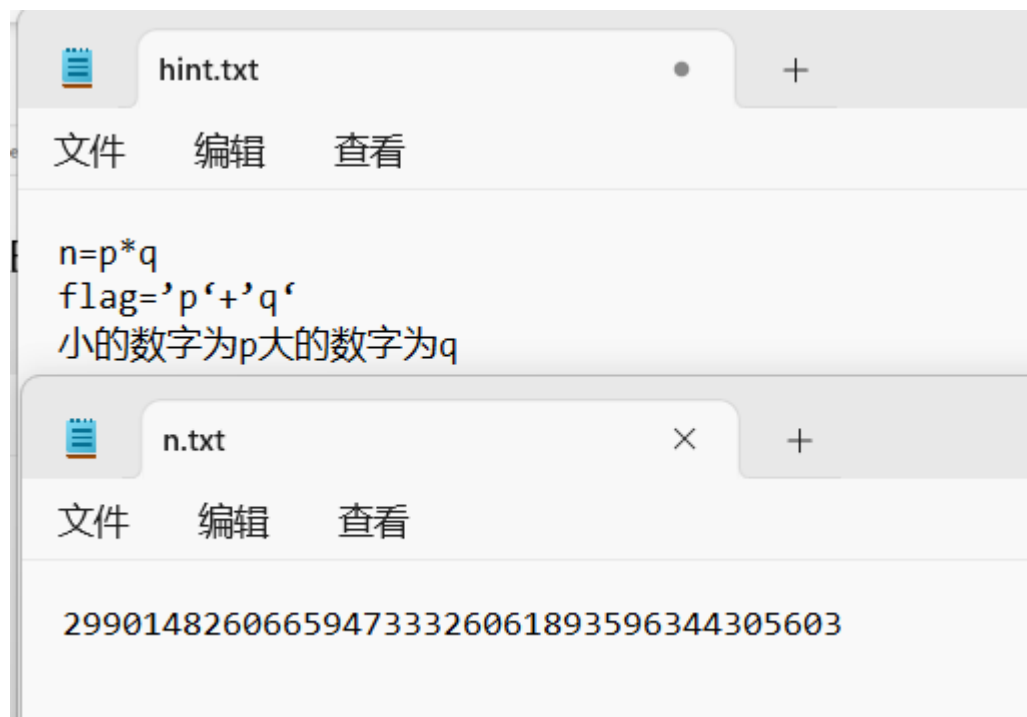 hint.txt
文件 编辑 查看
n=p*q
flag=’p‘+’q‘
小的数字为p大的数字为q
n.txt
文件 编辑 查看
299014826066594733326061893596344305603